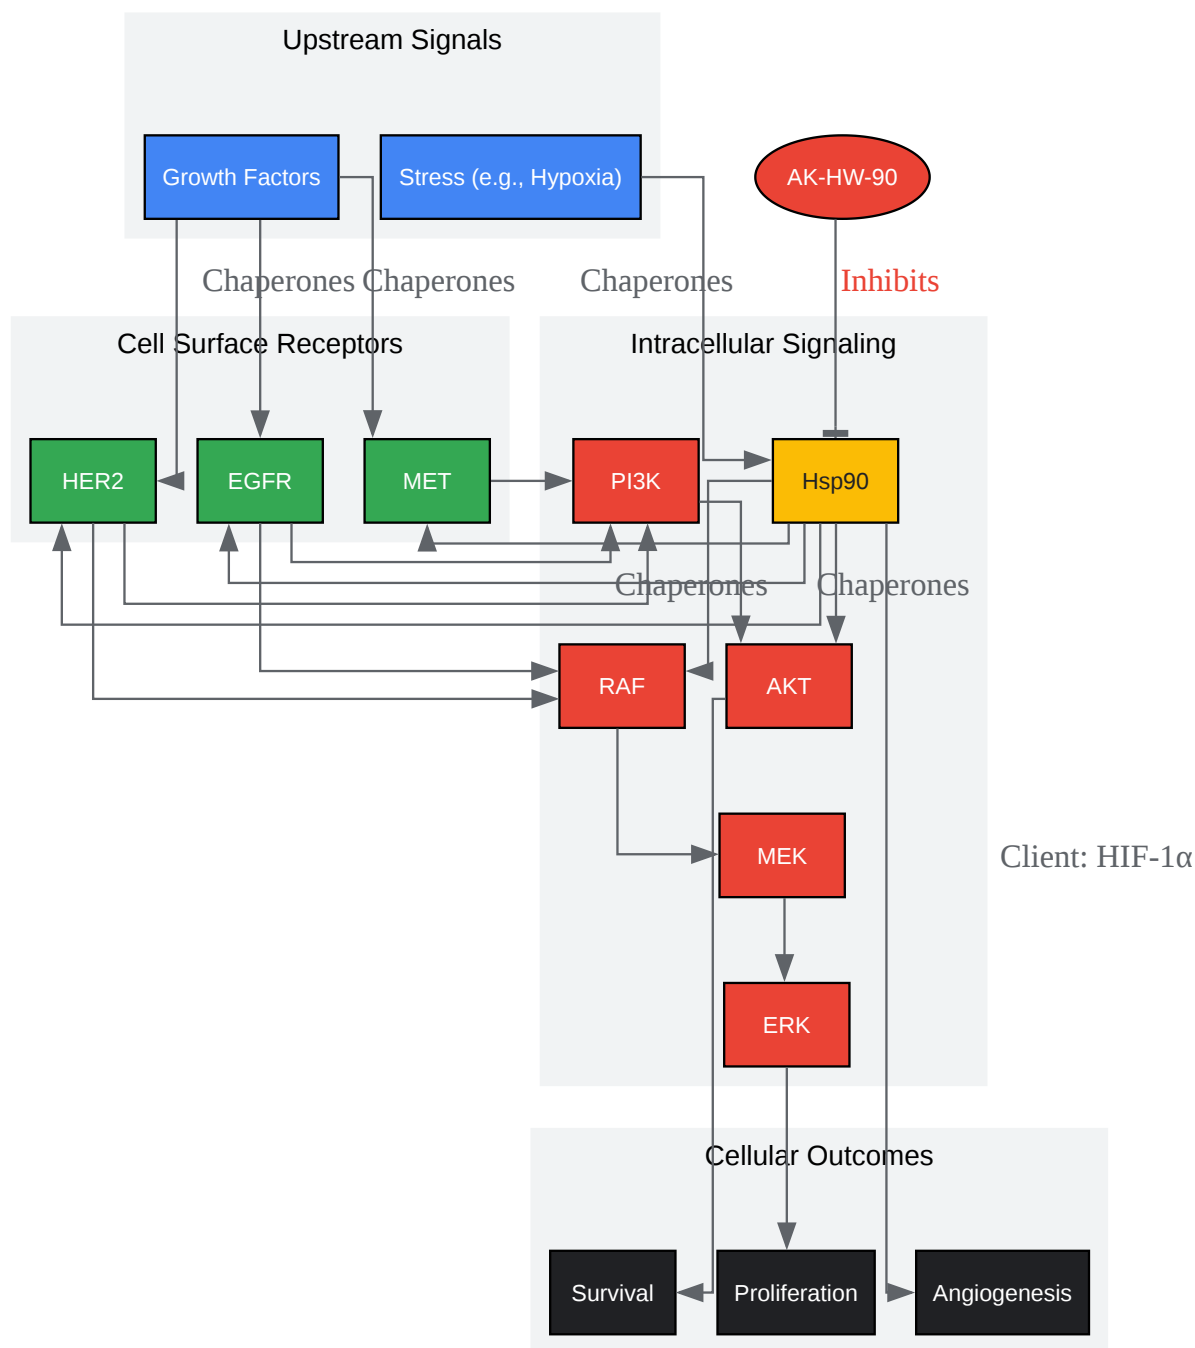 Upstream Signals
Growth Factors
Stress (e.g., Hypoxia)
AK-HW-90
Chaperones
Chaperones
Chaperones
Inhibits
Cell Surface Receptors
Intracellular Signaling
HER2
EGFR
MET
PI3K
Hsp90
Chaperones
Chaperones
RAF
AKT
MEK
Client: HIF-1α
ERK
Cellular Outcomes
Survival
Proliferation
Angiogenesis